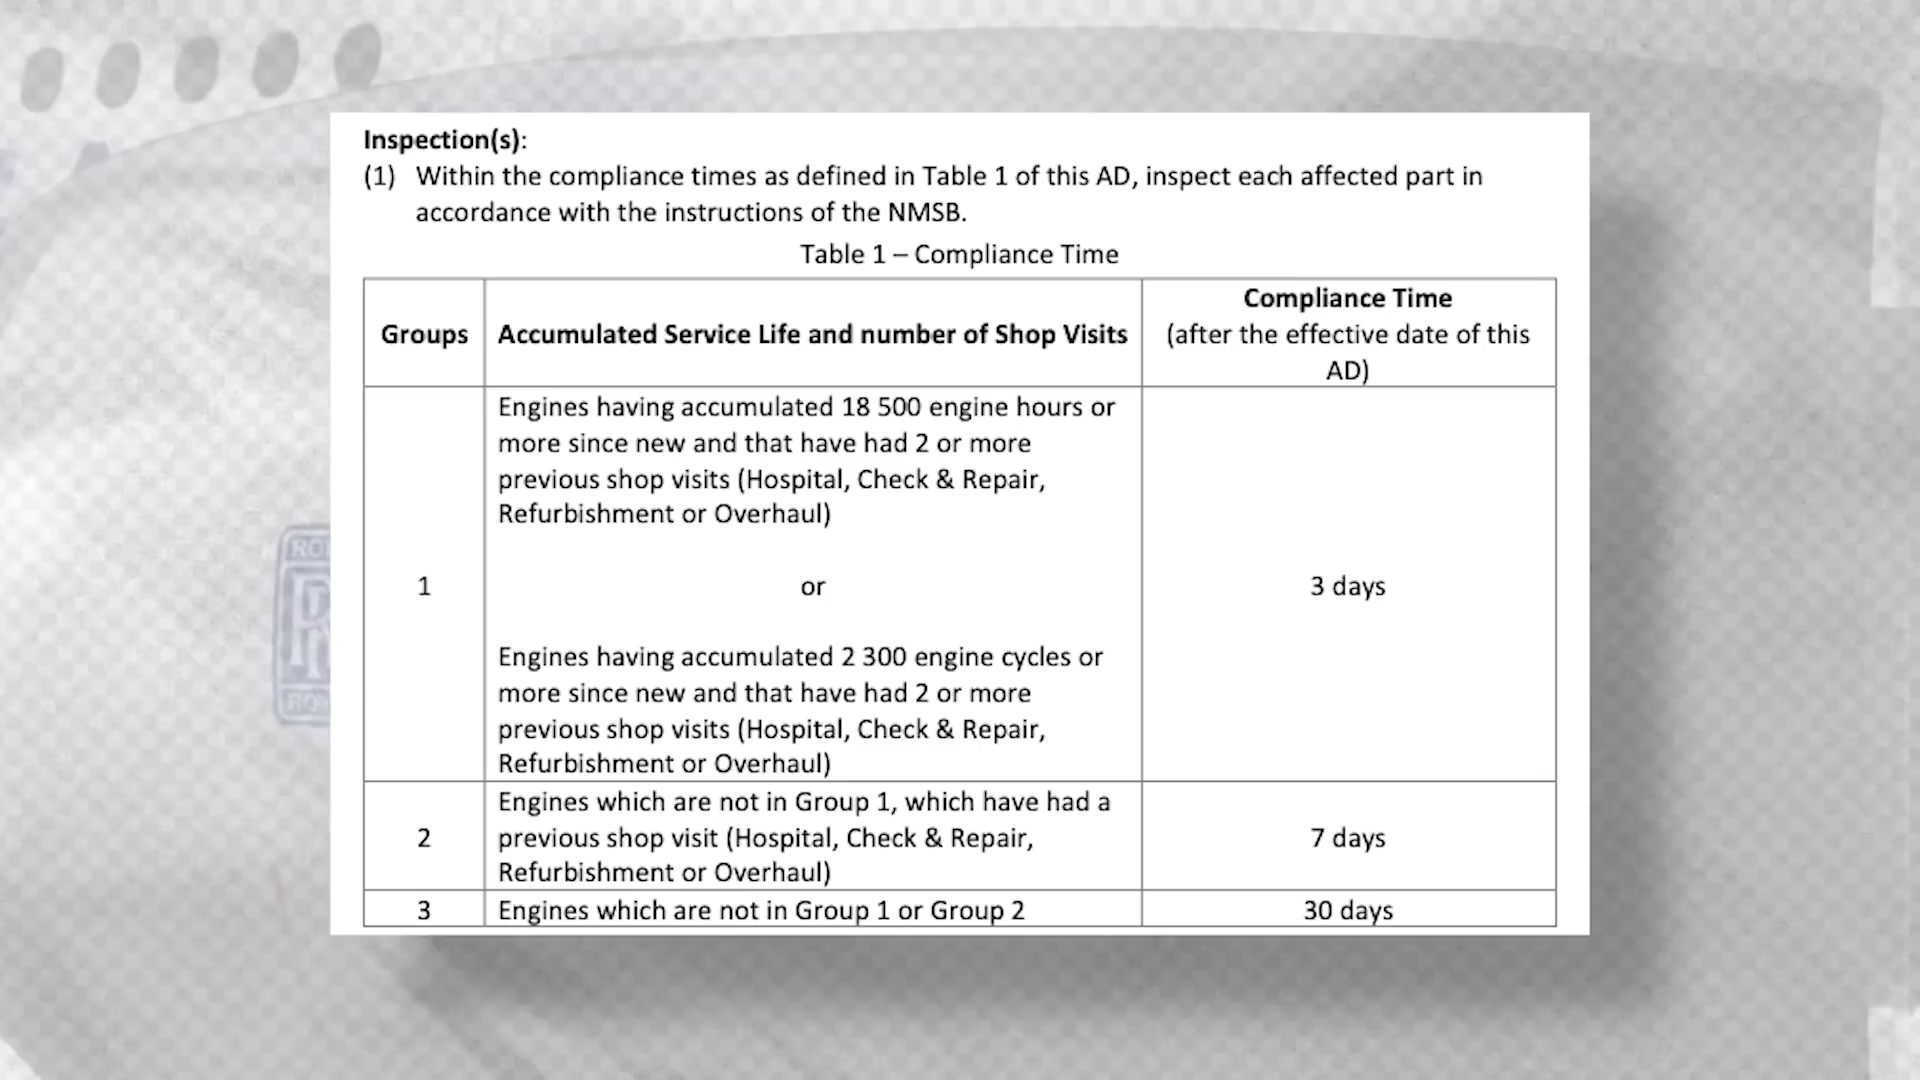 Inspection(s):
(1) Within the compliance times as defined in Table 1 of this AD, inspect each affected part in
accordance with the instructions of the NMSB.
Table 1 – Compliance Time
Groups
Accumulated Service Life and number of Shop Visits
Compliance Time
(after the effective date of this
AD)
1
Engines having accumulated 18 500 engine hours or
more since new and that have had 2 or more
previous shop visits (Hospital, Check & Repair,
Refurbishment or Overhaul)
or
Engines having accumulated 2 300 engine cycles or
more since new and that have had 2 or more
previous shop visits (Hospital, Check & Repair,
Refurbishment or Overhaul)
3 days
2
Engines which are not in Group 1, which have had a
previous shop visit (Hospital, Check & Repair,
Refurbishment or Overhaul)
7 days
3
Engines which are not in Group 1 or Group 2
30 days